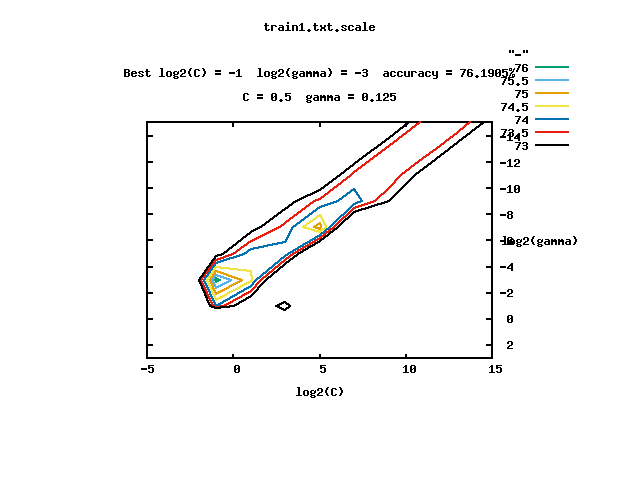 train1.txt.scale
"-"
Best log2(C) = -1 log2(gamma) = -3 accuracy = 76.1905%
76
75.5
75
C = 0.5 gamma = 0.125
74.5
74
73.5
73
-14
-12
-10
-8
-6
log2(gamma)
-4
-2
0
2
-5 0 5 10 15
log2(C)